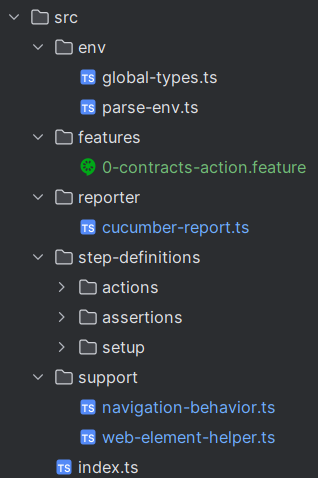 src
env
TS global-types.ts
TS parse-env.ts
features
0-contracts-action.feature
reporter
TS cucumber-report.ts
step-definitions
actions
assertions
setup
support
TS navigation-behavior.ts
TS web-element-helper.ts
TS index.ts